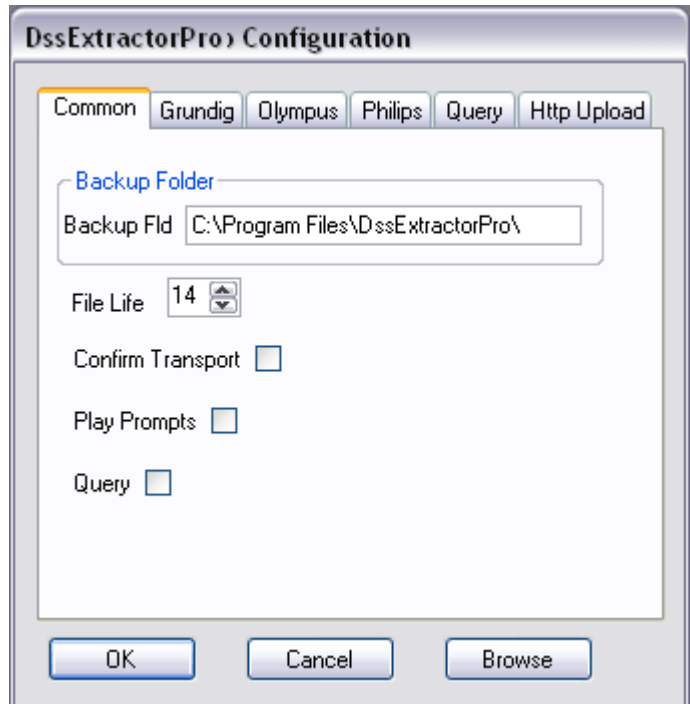 DssExtractorPro› Configuration
Common Grundig Olympus Philips Query Http Upload
Backup Folder
Backup Fld C:\Program Files\DssExtractorPro\
File Life 14
Confirm Transport
Play Prompts
Query
OK Cancel Browse